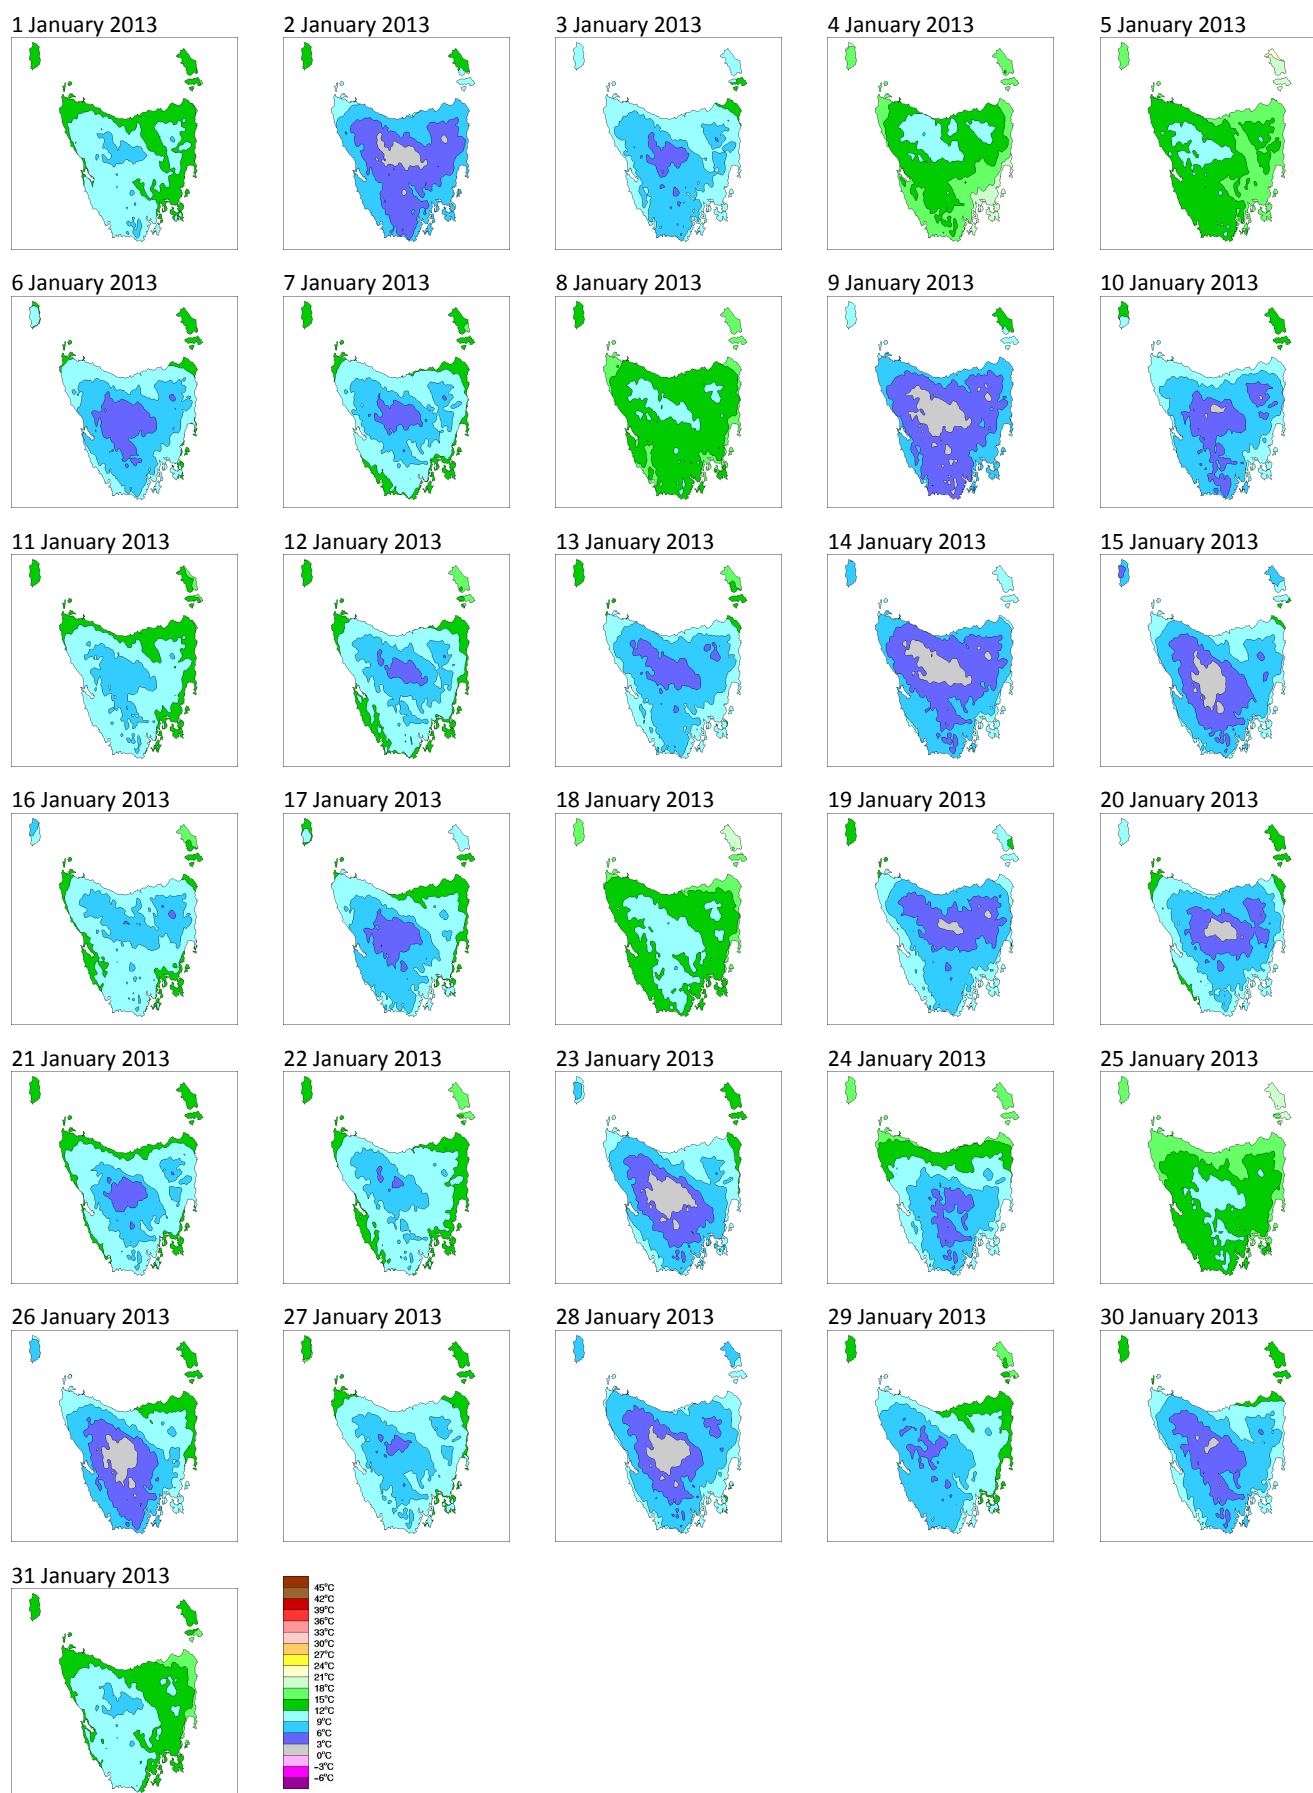 1 January 2013
2 January 2013
3 January 2013
4 January 2013
5 January 2013
6 January 2013
7 January 2013
8 January 2013
9 January 2013
10 January 2013
11 January 2013
12 January 2013
13 January 2013
14 January 2013
15 January 2013
16 January 2013
17 January 2013
18 January 2013
19 January 2013
20 January 2013
21 January 2013
22 January 2013
23 January 2013
24 January 2013
25 January 2013
26 January 2013
27 January 2013
28 January 2013
29 January 2013
30 January 2013
31 January 2013
45°C
42°C
39°C
36°C
33°C
30°C
27°C
24°C
21°C
18°C
15°C
12°C
9°C
6°C
3°C
0°C
-3°C
-6°C